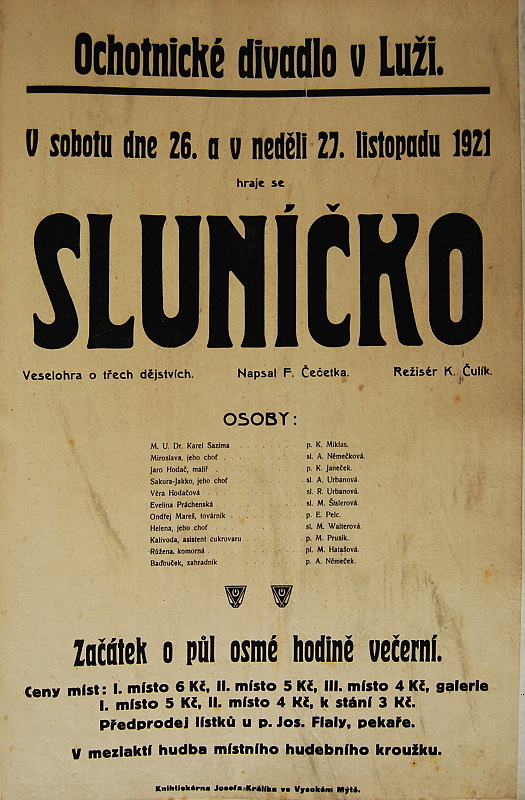 Ochotnické divadlo v Luži.
V sobotu dne 26. a v neděli 27. listopadu 1921
hraje se
SLUNÍČKO
Veselohra o třech dějstvích. Napsal F. Čečetka. Režisér K. Čulík.
OSOBY:
M. U. Dr. Karel Sazima . . . . . . . . . . p. K. Miklas.
Miroslava, jeho choť . . . . . . . . . . sl. A. Němečková.
Jaro Hodač, malíř . . . . . . . . . . p. K. Janeček.
Sakura-Jakko, jeho choť . . . . . . . . . . sl. A. Urbanová.
Věra Hodačová . . . . . . . . . . sl. R. Urbanová.
Evelina Práchenská . . . . . . . . . . sl. M. Šislerová.
Ondřej Mareš, továrník . . . . . . . . . . p. E. Pelc.
Helena, jeho choť . . . . . . . . . . sl. M. Walterová.
Kalivoda, asistent cukrovaru . . . . . . . . . . p. M. Prusík.
Růžena, komorná . . . . . . . . . . pí. M. Hatašová.
Baďouček, zahradník . . . . . . . . . . p. A. Němeček.
Začátek o půl osmé hodině večerní.
Ceny míst: I. místo 6 Kč, II. místo 5 Kč, III. místo 4 Kč, galerie
I. místo 5 Kč, II. místo 4 Kč, k stání 3 Kč.
Předprodej lístků u p. Jos. Fialy, pekaře.
V meziaktí hudba místního hudebního kroužku.
Knihtiskárna Josefa Králíka ve Vysokém Mýtě.